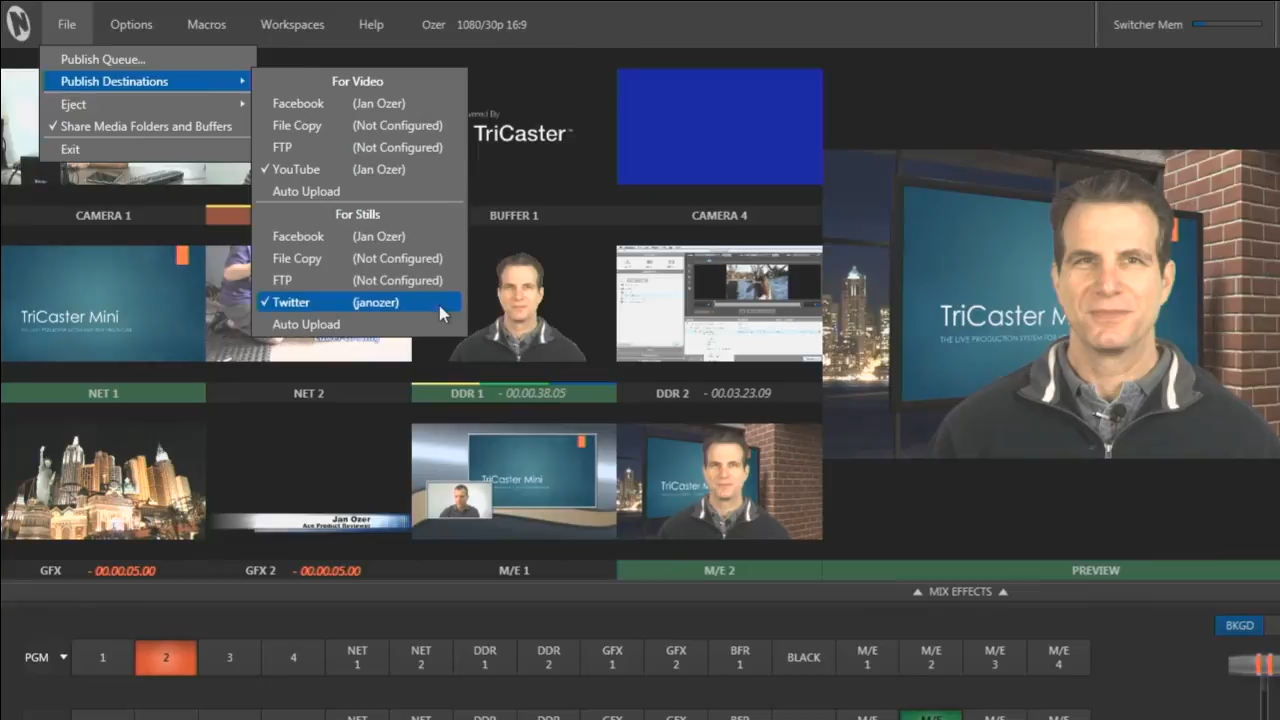 File Options Macros Workspaces Help Ozer 1080/30p 16:9 Switcher Mem
Publish Queue...
Publish Destinations
Eject
Share Media Folders and Buffers
Exit
For Video
Facebook (Jan Ozer)
File Copy (Not Configured)
FTP (Not Configured)
YouTube (Jan Ozer)
Auto Upload
For Stills
Facebook (Jan Ozer)
File Copy (Not Configured)
FTP (Not Configured)
Twitter (janozer)
Auto Upload
TriCaster™
CAMERA 1 BUFFER 1 CAMERA 4
TriCaster Mini
TriCaster M
THE LIVE PRODUCTION SYSTEM FOR
NET 1 NET 2 DDR 1 - 00.00.38.05 DDR 2 - 00.03.23.09
TriCaster Mini
TriCaster M
Jan Ozer
Ace Product Reviewer
GFX - 00.00.05.00 GFX 2 - 00.00.05.00 M/E 1 M/E 2 PREVIEW
MIX EFFECTS
BKGD
PGM 1 2 3 4 NET 1 NET 2 DDR 1 DDR 2 GFX 1 GFX 2 BFR 1 BLACK M/E 1 M/E 2 M/E 3 M/E 4